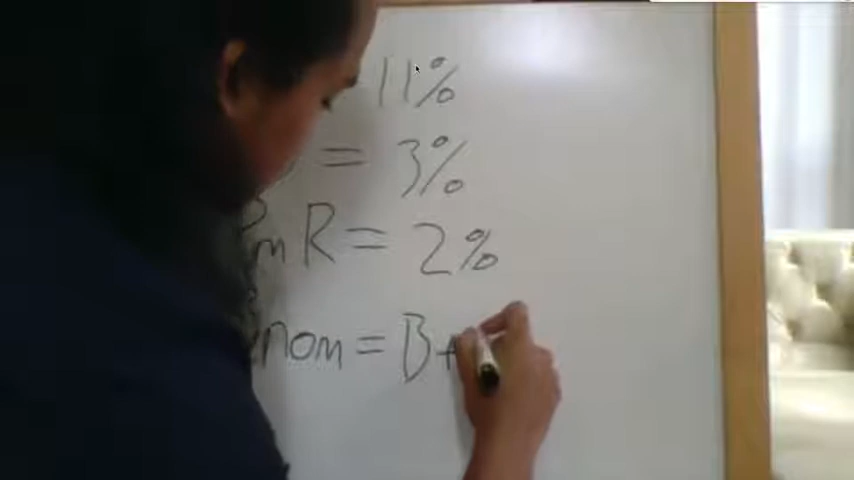 11%
= 3%
mR = 2%
nom = B+